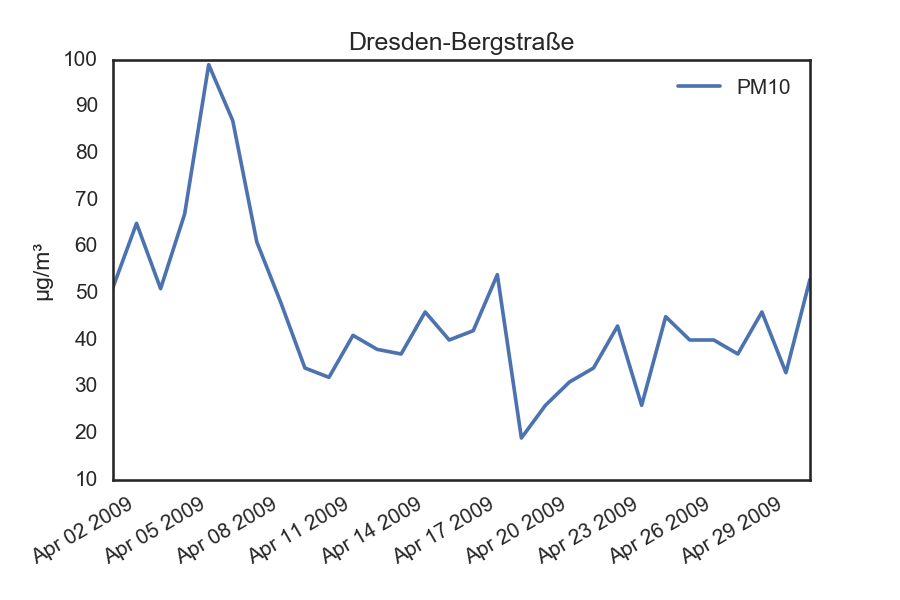 Dresden-Bergstraße
100
90
80
70
60
50
40
30
20
10
µg/m³
PM10
Apr 02 2009
Apr 05 2009
Apr 08 2009
Apr 11 2009
Apr 14 2009
Apr 17 2009
Apr 20 2009
Apr 23 2009
Apr 26 2009
Apr 29 2009